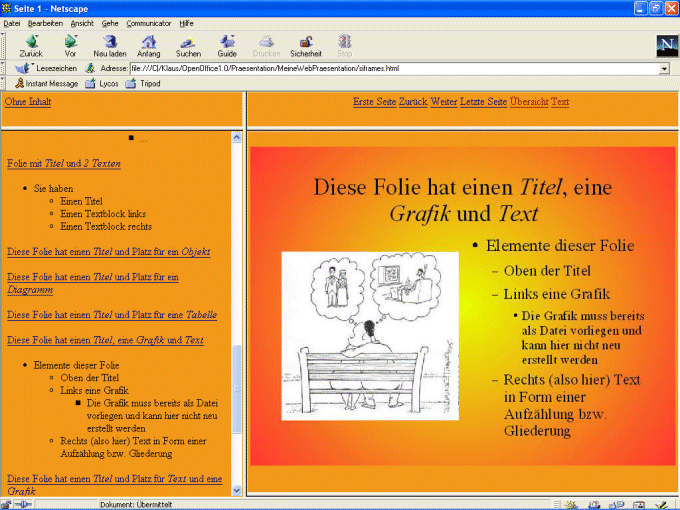 Seite 1 - Netscape
Datei Bearbeiten Ansicht Gehe Communicator Hilfe
Zurück Vor Neu laden Anfang Suchen Guide Drucken Sicherheit Stop
N
Lesezeichen Adresse: file:///C|/Klaus/OpenOffice1.0/Praesentation/MeineWebPraesentation/siframes.html
Instant Message Lycos Tripod
Ohne Inhalt
Erste Seite Zurück Weiter Letzte Seite Übersicht Text
...
Folie mit Titel und 2 Texten
Sie haben
Einen Titel
Einen Textblock links
Einen Textblock rechts
Diese Folie hat einen Titel und Platz für ein Objekt
Diese Folie hat einen Titel und Platz für ein
Diagramm
Diese Folie hat einen Titel und Platz für eine Tabelle
Diese Folie hat einen Titel, eine Grafik und Text
Elemente dieser Folie
Oben der Titel
Links eine Grafik
Die Grafik muss bereits als Datei
vorliegen und kann hier nicht neu
erstellt werden
Rechts (also hier) Text in Form einer
Aufzählung bzw. Gliederung
Diese Folie hat einen Titel und Platz für Text und eine
Grafik
Diese Folie hat einen Titel, eine
Grafik und Text
• Elemente dieser Folie
– Oben der Titel
– Links eine Grafik
• Die Grafik muss bereits
als Datei vorliegen und
kann hier nicht neu
erstellt werden
– Rechts (also hier) Text
in Form einer
Aufzählung bzw.
Gliederung
Dokument: Übermittelt